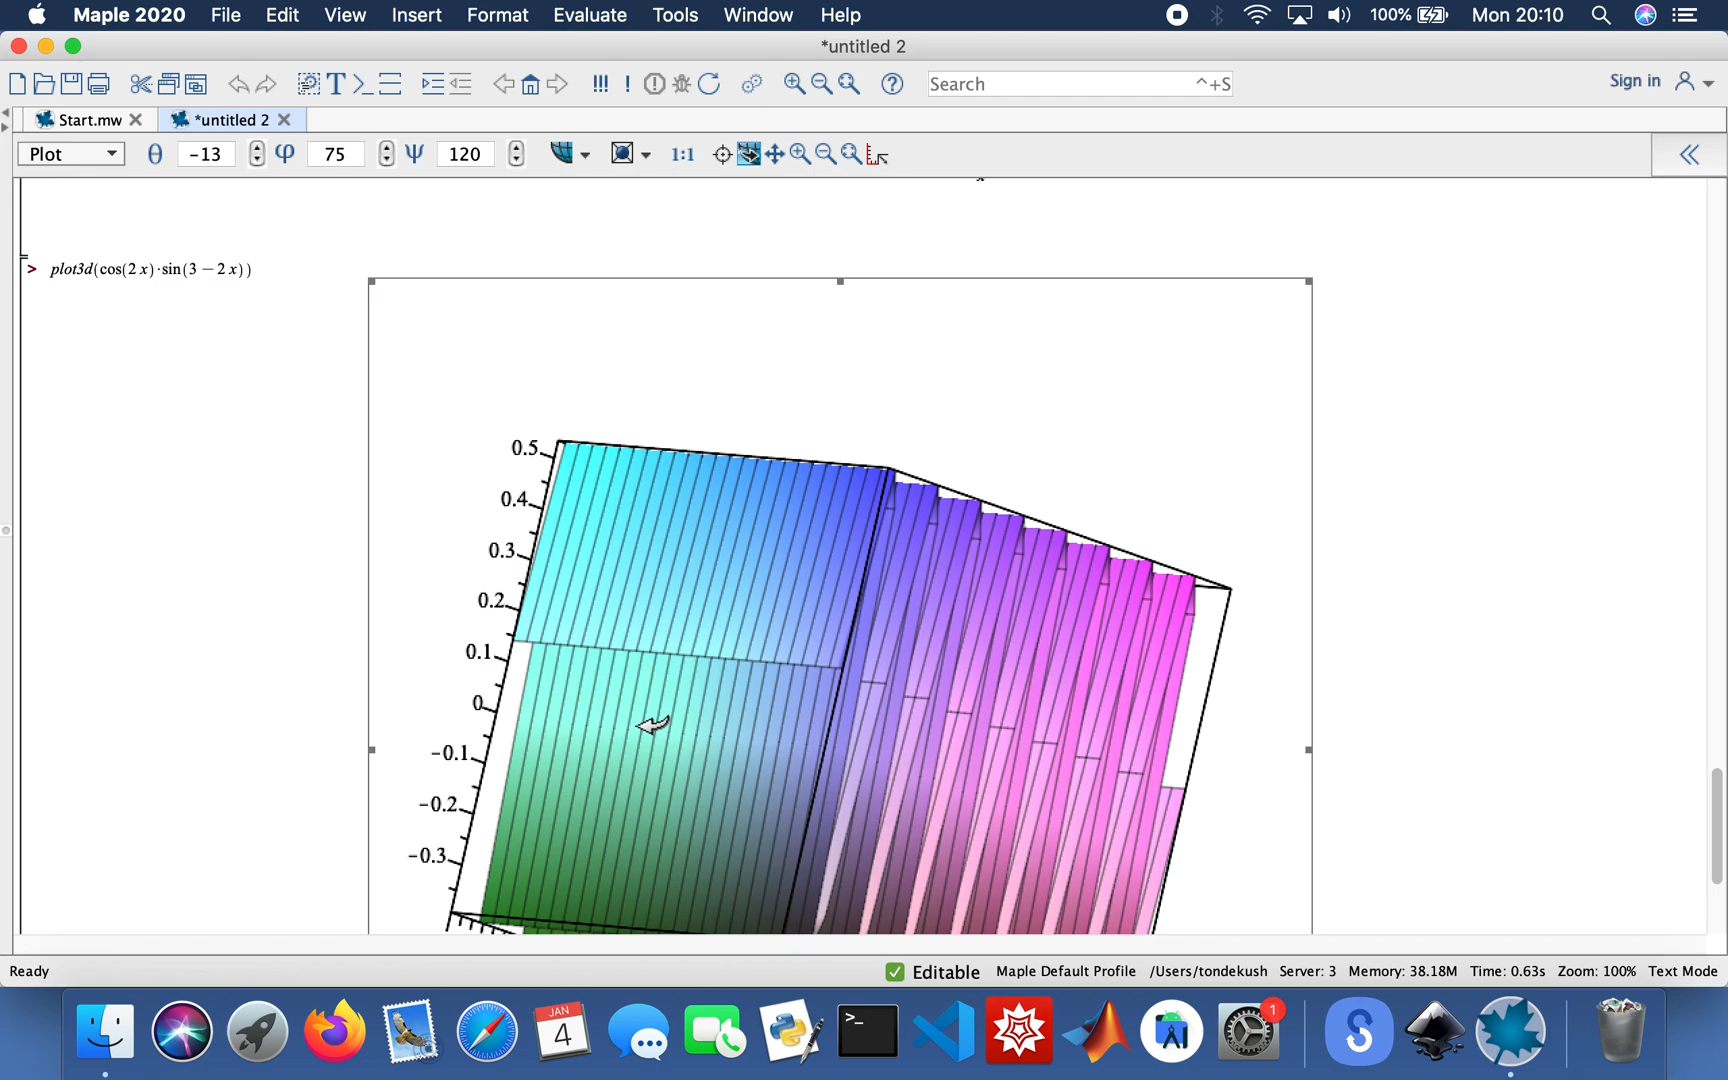 Maple 2020 File Edit View Insert Format Evaluate Tools Window Help 100% Mon 20:10
*untitled 2
Search ^+S Sign in
Start.mw *untitled 2
Plot θ -13 φ 75 Ψ 120 1:1
> plot3d(cos(2 x)·sin(3 − 2 x))
0.5
0.4
0.3
0.2
0.1
0
−0.1
−0.2
−0.3
Ready Editable Maple Default Profile /Users/tondekush Server: 3 Memory: 38.18M Time: 0.63s Zoom: 100% Text Mode
JAN
4
>_
1